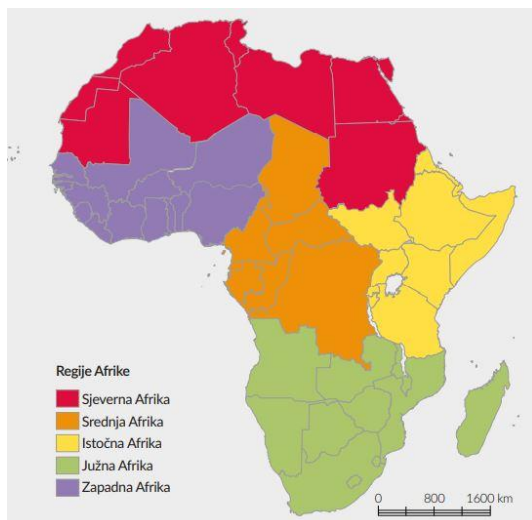 Regije Afrike
Sjeverna Afrika
Srednja Afrika
Istočna Afrika
Južna Afrika
Zapadna Afrika
0 800 1600 km